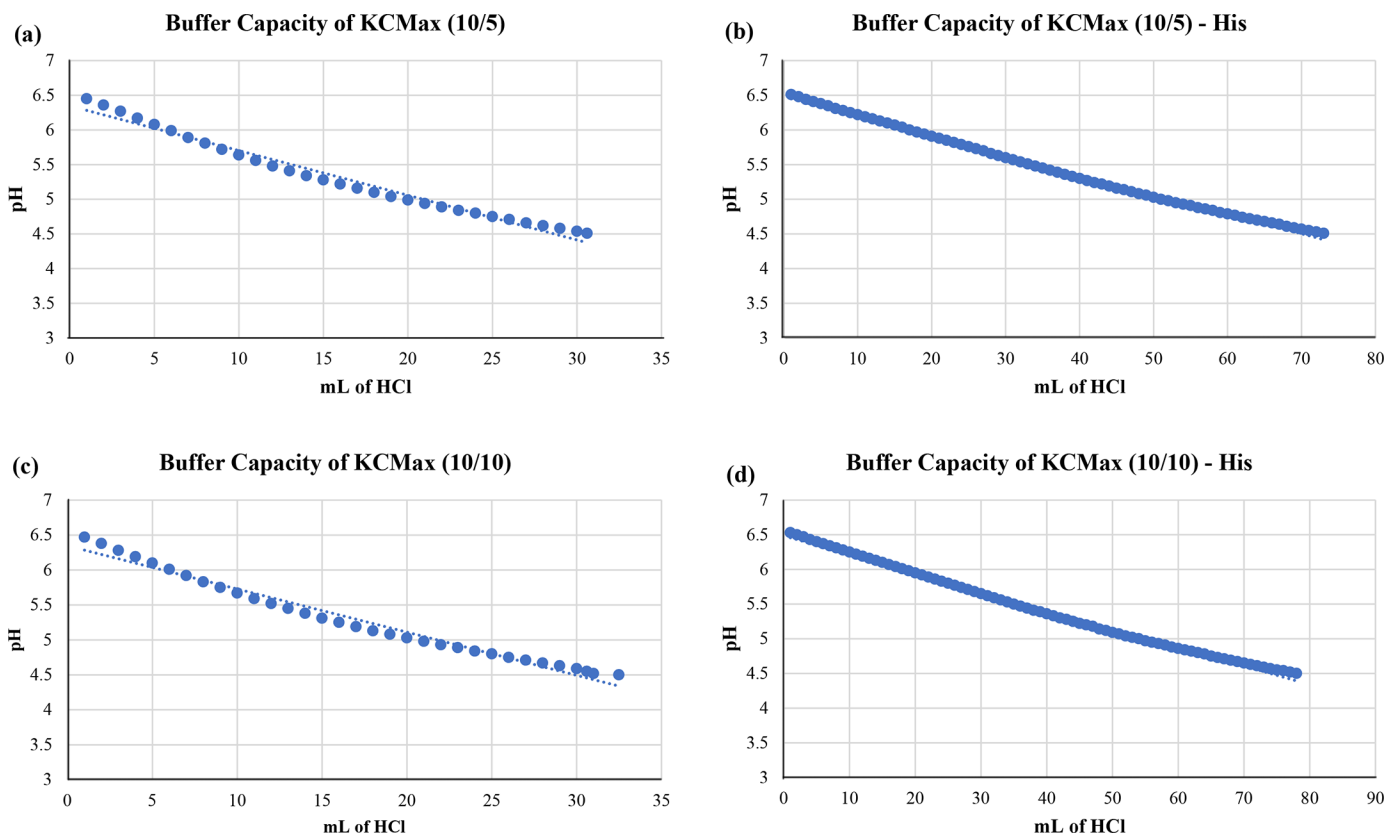 (a)
Buffer Capacity of KCMax (10/5)
7
6.5
6
5.5
5
4.5
4
3.5
3
pH
0 5 10 15 20 25 30 35
mL of HCl
(b)
Buffer Capacity of KCMax (10/5) - His
7
6.5
6
5.5
5
4.5
4
3.5
3
pH
0 10 20 30 40 50 60 70 80
mL of HCl
(c)
Buffer Capacity of KCMax (10/10)
7
6.5
6
5.5
5
4.5
4
3.5
3
pH
0 5 10 15 20 25 30 35
mL of HCl
(d)
Buffer Capacity of KCMax (10/10) - His
7
6.5
6
5.5
5
4.5
4
3.5
3
pH
0 10 20 30 40 50 60 70 80 90
mL of HCl